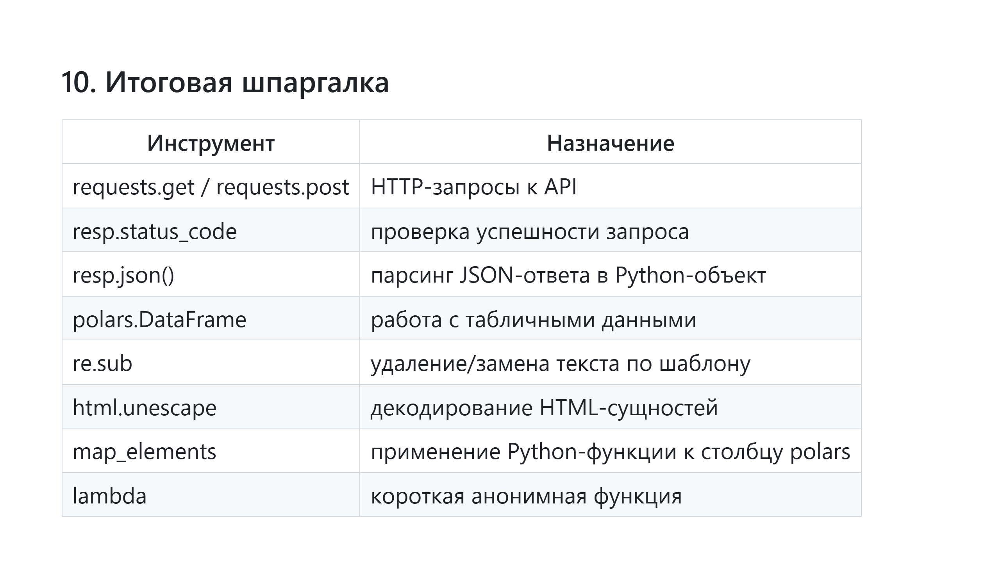 10. Итоговая шпаргалка
Инструмент Назначение
requests.get / requests.post HTTP-запросы к API
resp.status_code проверка успешности запроса
resp.json() парсинг JSON-ответа в Python-объект
polars.DataFrame работа с табличными данными
re.sub удаление/замена текста по шаблону
html.unescape декодирование HTML-сущностей
map_elements применение Python-функции к столбцу polars
lambda короткая анонимная функция